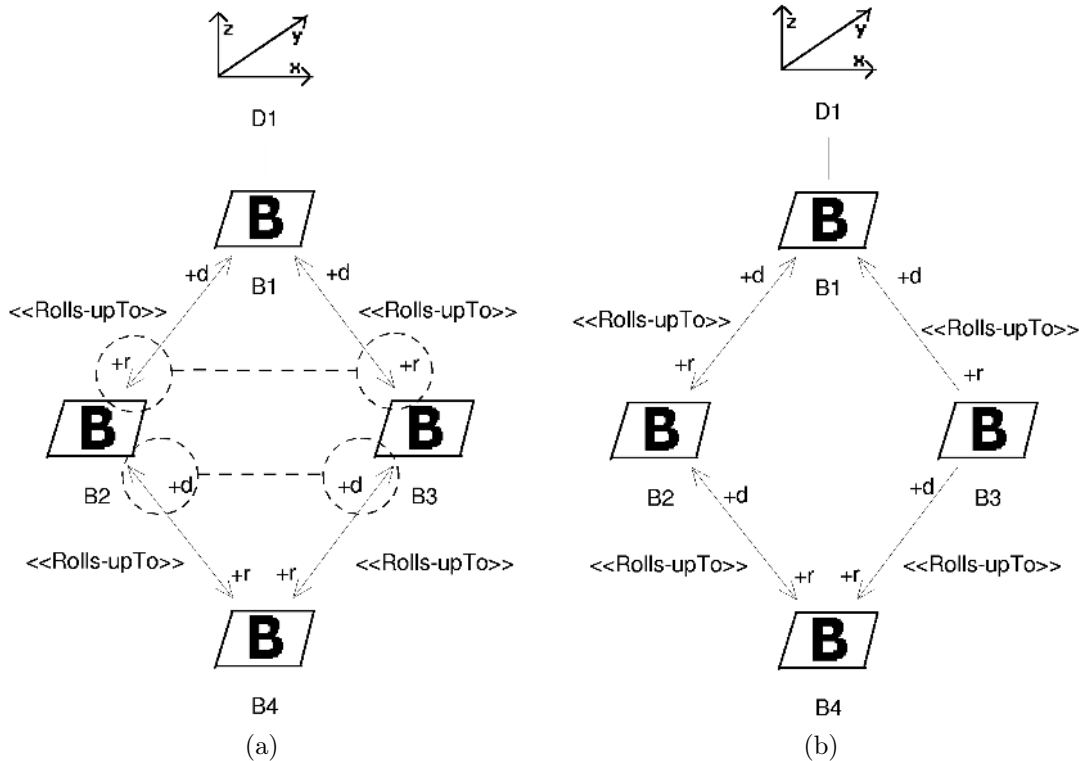 z y x
D1
B
B1
+d +d
<<Rolls-upTo>> <<Rolls-upTo>>
+r +r
B B
B2 +d +d B3
<<Rolls-upTo>> <<Rolls-upTo>>
+r +r
B
B4
(a)
z y x
D1
B
B1
+d +d
<<Rolls-upTo>> <<Rolls-upTo>>
+r +r
B B
B2 +d +d B3
<<Rolls-upTo>> <<Rolls-upTo>>
+r +r
B
B4
(b)